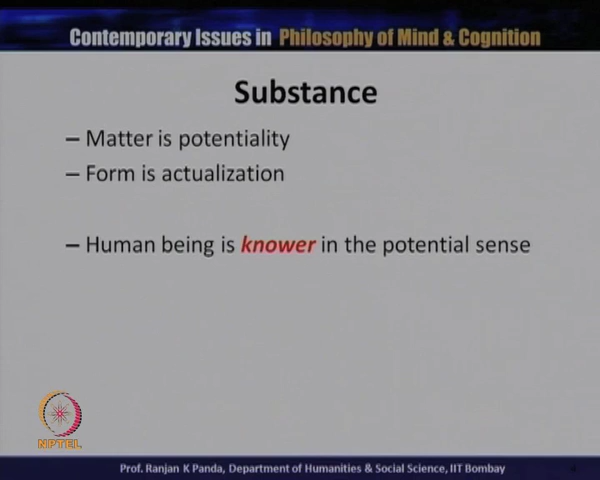 Contemporary Issues in Philosophy of Mind & Cognition
Substance
– Matter is potentiality
– Form is actualization
– Human being is knower in the potential sense
NPTEL
Prof. Ranjan K Panda, Department of Humanities & Social Science, IIT Bombay